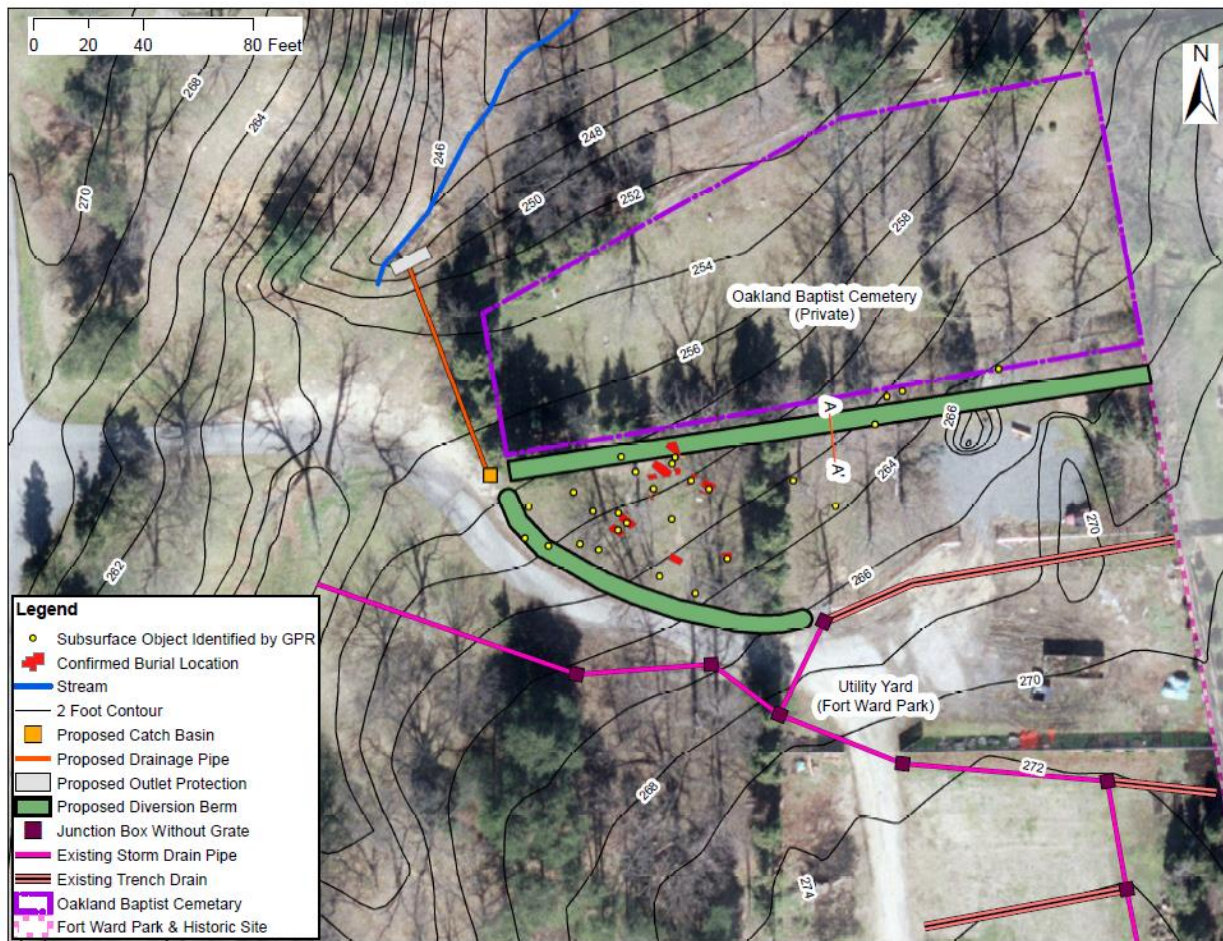 0 20 40 80 Feet
N
268
264
270
246
248
250
252
258
254
Oakland Baptist Cemetery
(Private)
256
A
266
A'
264
270
262
266
Legend
Subsurface Object Identified by GPR
Confirmed Burial Location
Stream
2 Foot Contour
Proposed Catch Basin
Proposed Drainage Pipe
Proposed Outlet Protection
Proposed Diversion Berm
Junction Box Without Grate
Existing Storm Drain Pipe
Existing Trench Drain
Oakland Baptist Cemetary
Fort Ward Park & Historic Site
Utility Yard
(Fort Ward Park)
270
272
268
274